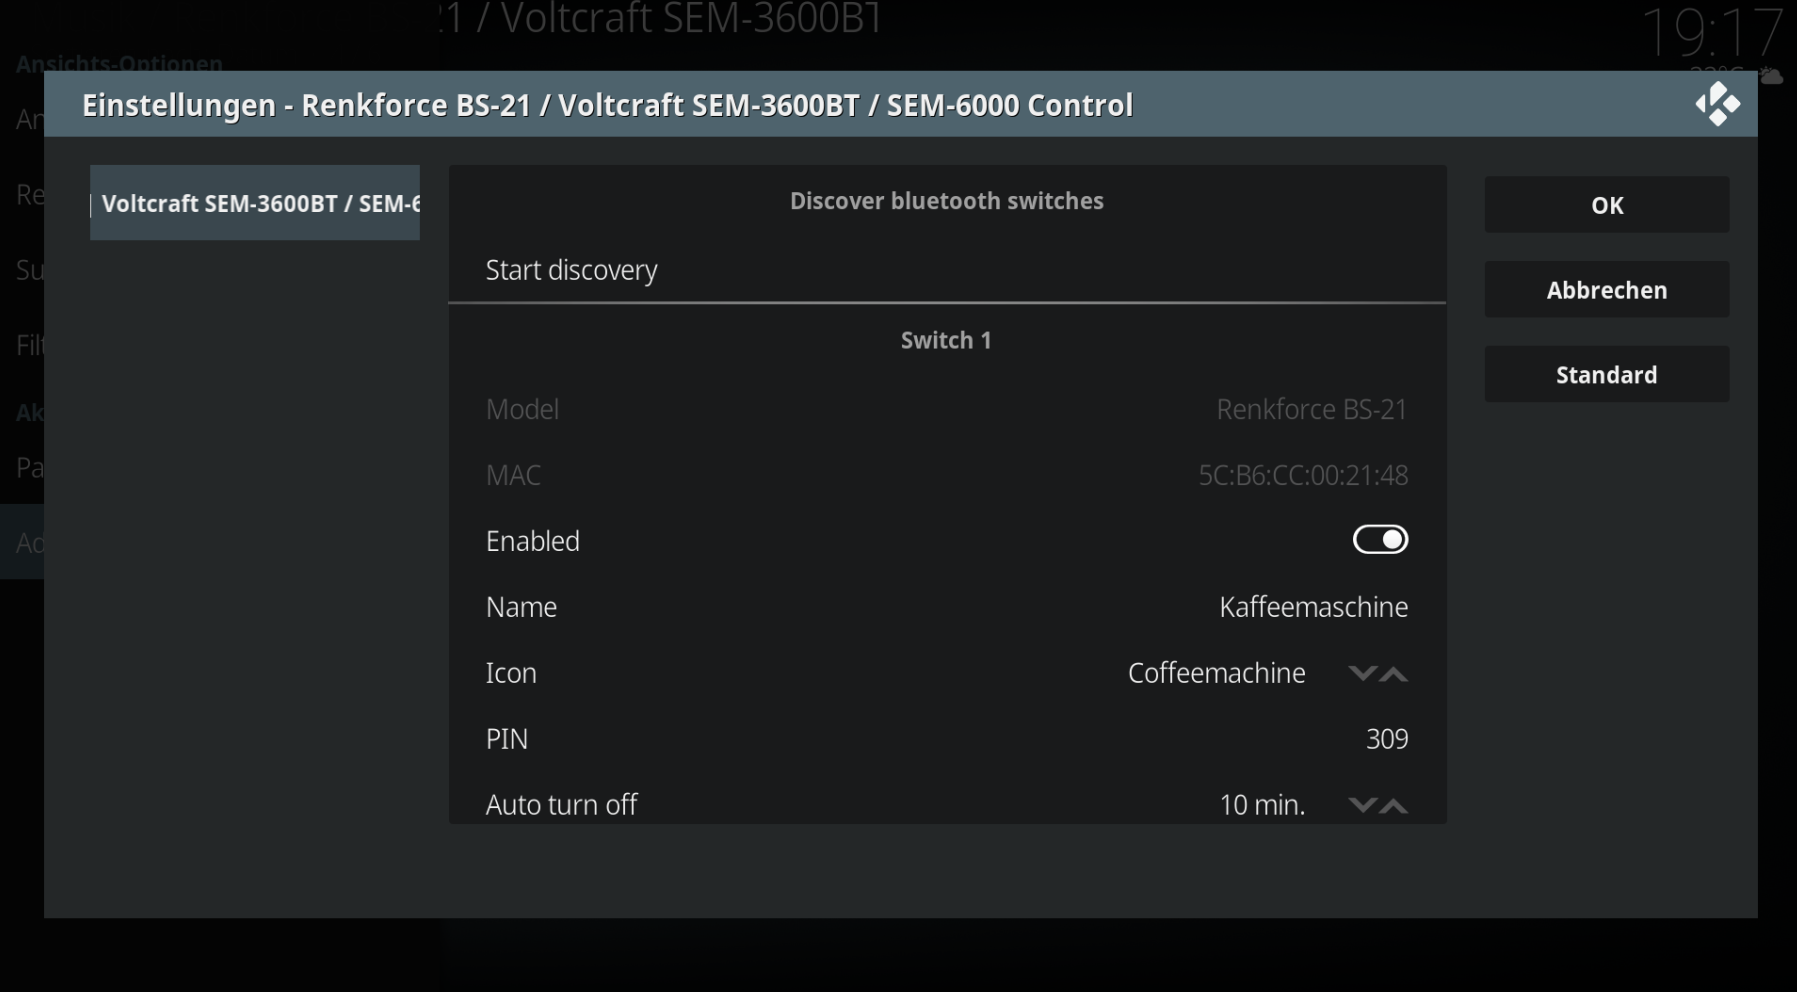 21 / Voltcraft SEM-3600BT
19:17
Ansichts-Optionen
Einstellungen - Renkforce BS-21 / Voltcraft SEM-3600BT / SEM-6000 Control
An
Re
Su
Filt
Ak
Pa
Ad
| Voltcraft SEM-3600BT / SEM-6
Discover bluetooth switches
Start discovery
Switch 1
Model Renkforce BS-21
MAC 5C:B6:CC:00:21:48
Enabled
Name Kaffeemaschine
Icon Coffeemachine
PIN 309
Auto turn off 10 min.
OK
Abbrechen
Standard